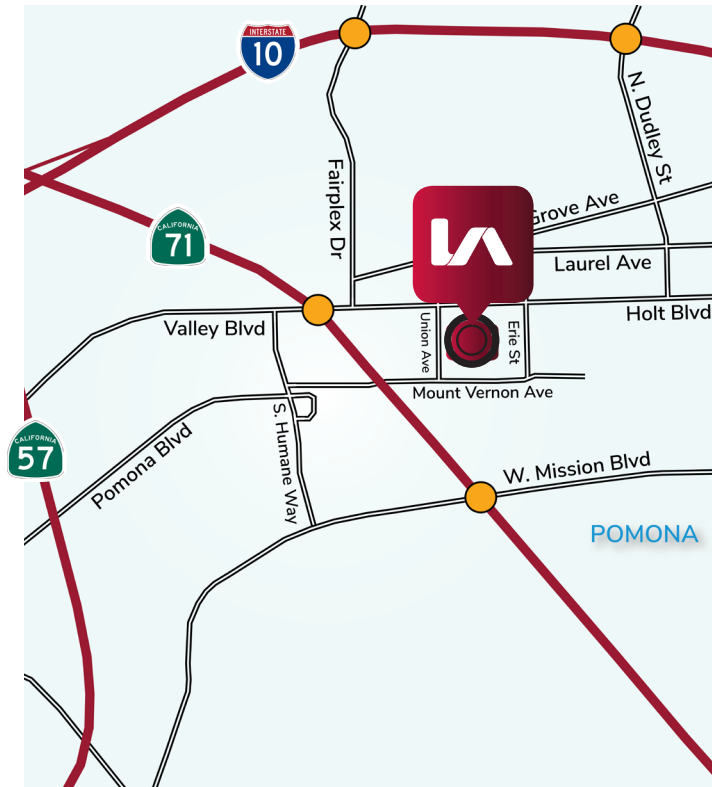 INTERSTATE
10
N. Dudley St
Fairplex Dr
Grove Ave
CALIFORNIA
71
LA
Laurel Ave
Holt Blvd
Valley Blvd
Union Ave
Erie St
Mount Vernon Ave
CALIFORNIA
57
Pomona Blvd
S. Humane Way
W. Mission Blvd
POMONA